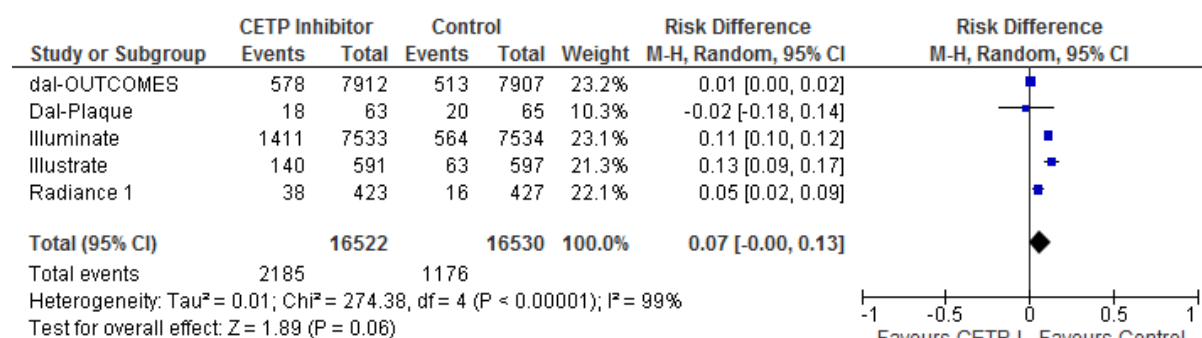 CETP Inhibitor Control Risk Difference Risk Difference
Study or Subgroup Events Total Events Total Weight M-H, Random, 95% CI M-H, Random, 95% CI
dal-OUTCOMES 578 7912 513 7907 23.2% 0.01 [0.00, 0.02]
Dal-Plaque 18 63 20 65 10.3% -0.02 [-0.18, 0.14]
Illuminate 1411 7533 564 7534 23.1% 0.11 [0.10, 0.12]
Illustrate 140 591 63 597 21.3% 0.13 [0.09, 0.17]
Radiance 1 38 423 16 427 22.1% 0.05 [0.02, 0.09]
Total (95% CI) 16522 16530 100.0% 0.07 [-0.00, 0.13]
Total events 2185 1176
Heterogeneity: Tau² = 0.01; Chi² = 274.38, df = 4 (P < 0.00001); I² = 99%
Test for overall effect: Z = 1.89 (P = 0.06)
-1 -0.5 0 0.5 1
Favours CETP I Favours Control